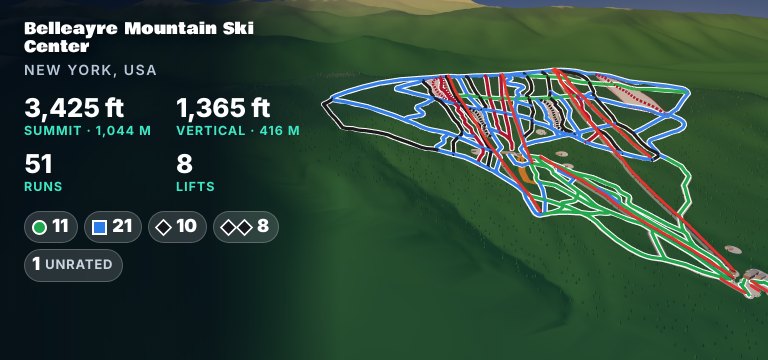 Belleayre Mountain Ski
Center
NEW YORK, USA
3,425 ft 1,365 ft
SUMMIT · 1,044 M VERTICAL · 416 M
51 8
RUNS LIFTS
11 21 10 8
1 UNRATED